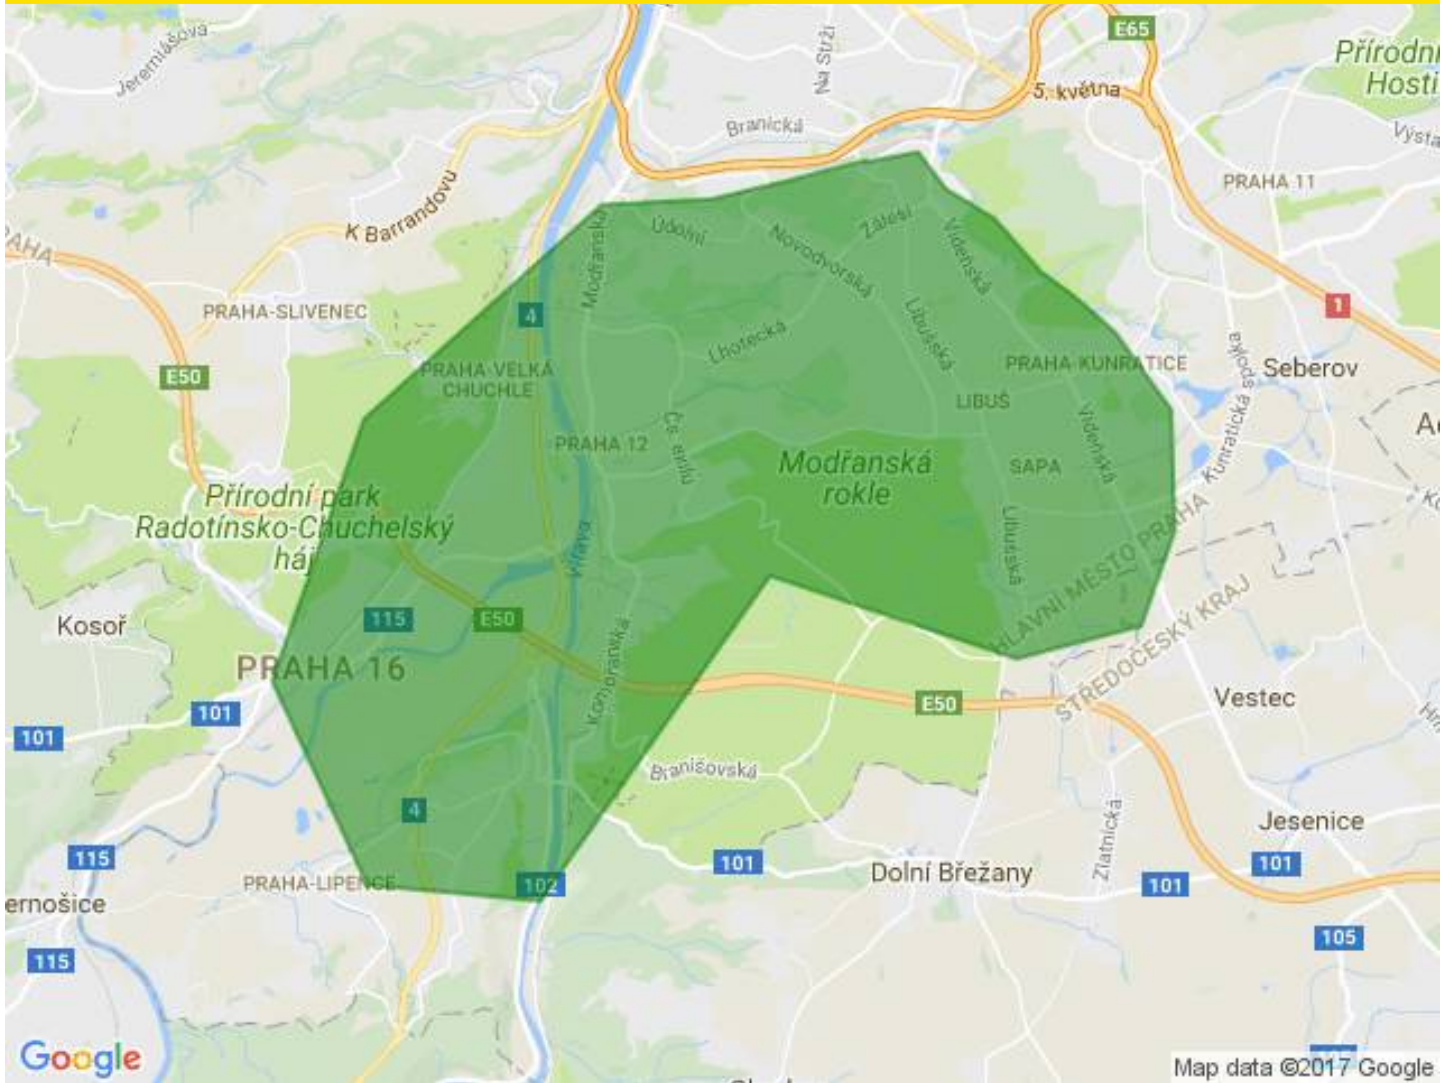 E65
Přírodní
Hosti
Jeremiášova
Na Strži
5. května
Branická
Výsta
PRAHA 11
K Barrandovu
PRAHA
Modřanská
Údolní
Novodvorská
Zálesí
Vídeňská
PRAHA-SLIVENEC
4
1
Libušská
Lhotecká
PRAHA-KUNRATICE
Seberov
E50
PRAHA-VELKÁ
CHUCHLE
LIBUŠ
Kunratická spojka
Vídeňská
PRAHA 12
Čs. exilu
Modřanská
rokle
SAPA
Přírodní park
Radotínsko-Chuchelský
háj
Vltava
Libušská
HLAVNÍ MĚSTO PRAHA
STŘEDOČESKÝ KRAJ
Kosoř
115
E50
PRAHA 16
Komořanská
101
101
E50
Vestec
Branišovská
4
Zlatnická
Jesenice
115
101
Dolní Břežany
101
101
PRAHA-LIPENCE
102
ernošice
105
115
Google
Map data ©2017 Google